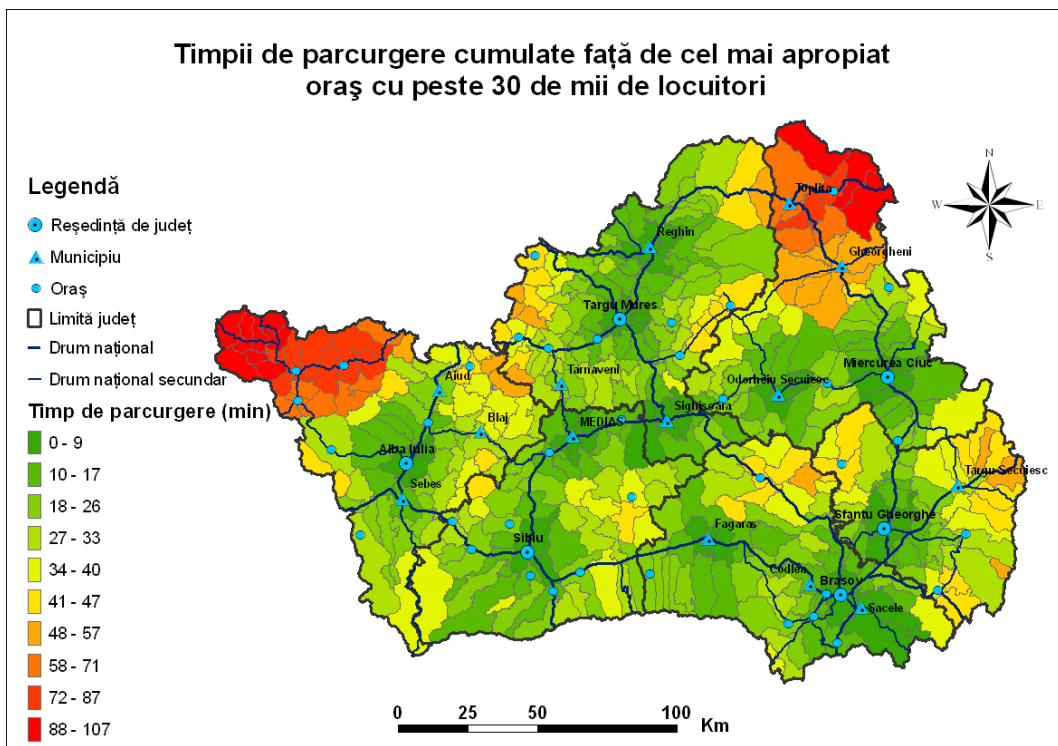 Timpii de parcurgere cumulate față de cel mai apropiat
oraş cu peste 30 de mii de locuitori
Legendă
Reşedință de județ
Municipiu
Oraş
Limită județ
Drum național
Drum național secundar
Timp de parcurgere (min)
0 - 9
10 - 17
18 - 26
27 - 33
34 - 40
41 - 47
48 - 57
58 - 71
72 - 87
88 - 107
N
W
E
S
Toplita
Reghin
Gheorgheni
Targu Mures
Miercurea Ciuc
Aiud
Tarnaveni
Odorheiu Secuiesc
Blaj
MEDIAS
Sighisoara
Alba Iulia
Sebes
Targu Secuiesc
Sfantu Gheorghe
Fagaras
Sibiu
Codlea
Brasov
Sacele
0 25 50 100
Km